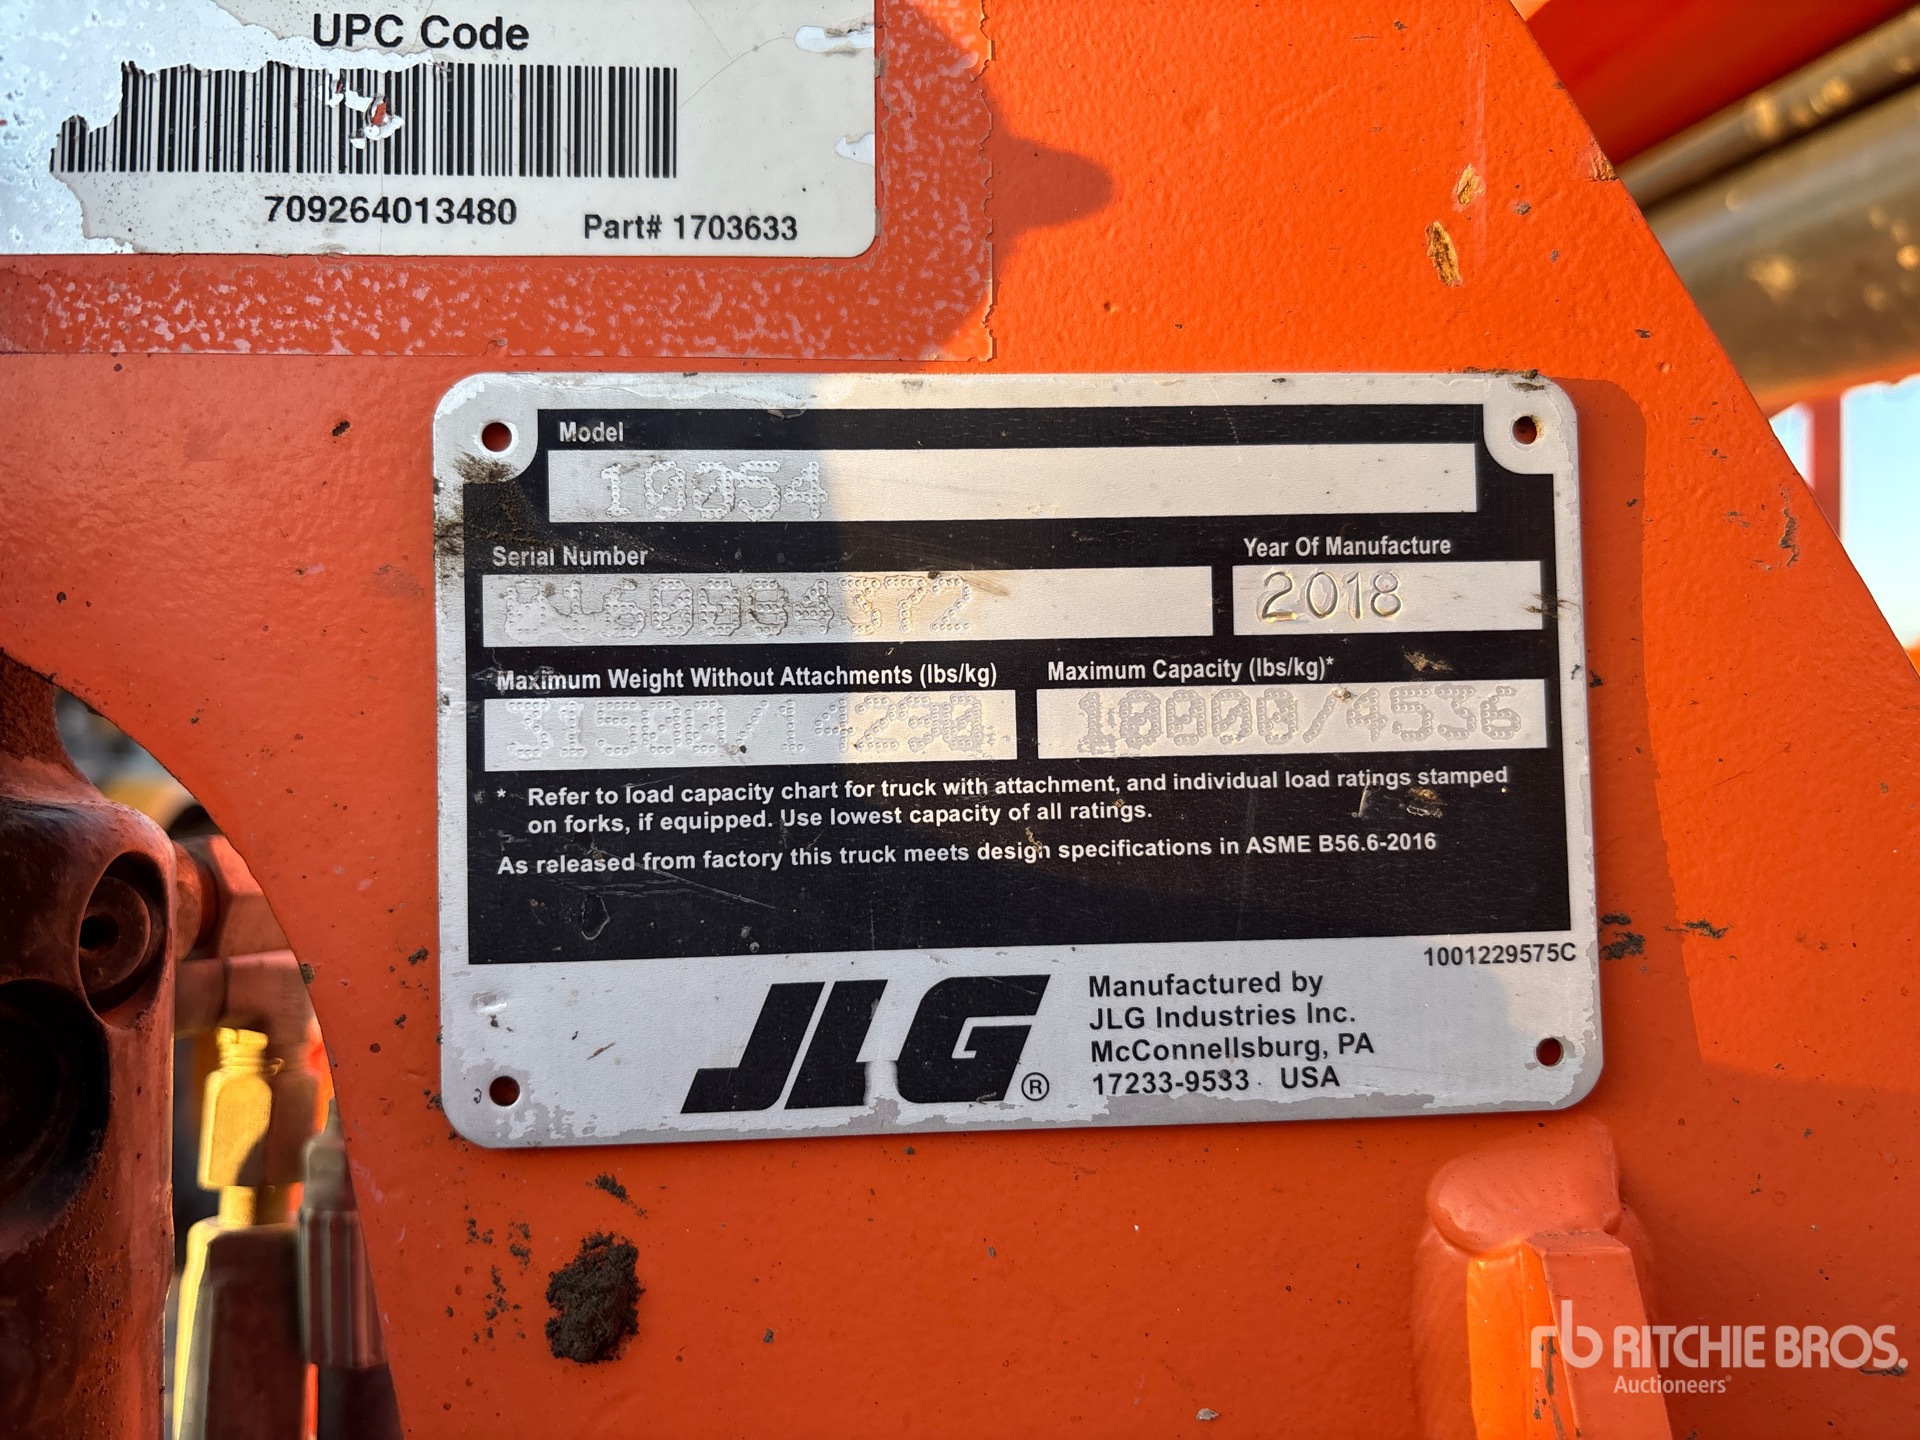 UPC Code
709264013480
Part# 1703633
Model
10054
Serial Number
Year Of Manufacture
2018
Maximum Weight Without Attachments (lbs/kg)
Maximum Capacity (lbs/kg)*
31500/14290
10000/4536
* Refer to load capacity chart for truck with attachment, and individual load ratings stamped
on forks, if equipped. Use lowest capacity of all ratings.
As released from factory this truck meets design specifications in ASME B56.6-2016
1001229575C
JLG®
Manufactured by
JLG Industries Inc.
McConnellsburg, PA
17233-9533 USA
rb RITCHIE BROS.
Auctioneers®